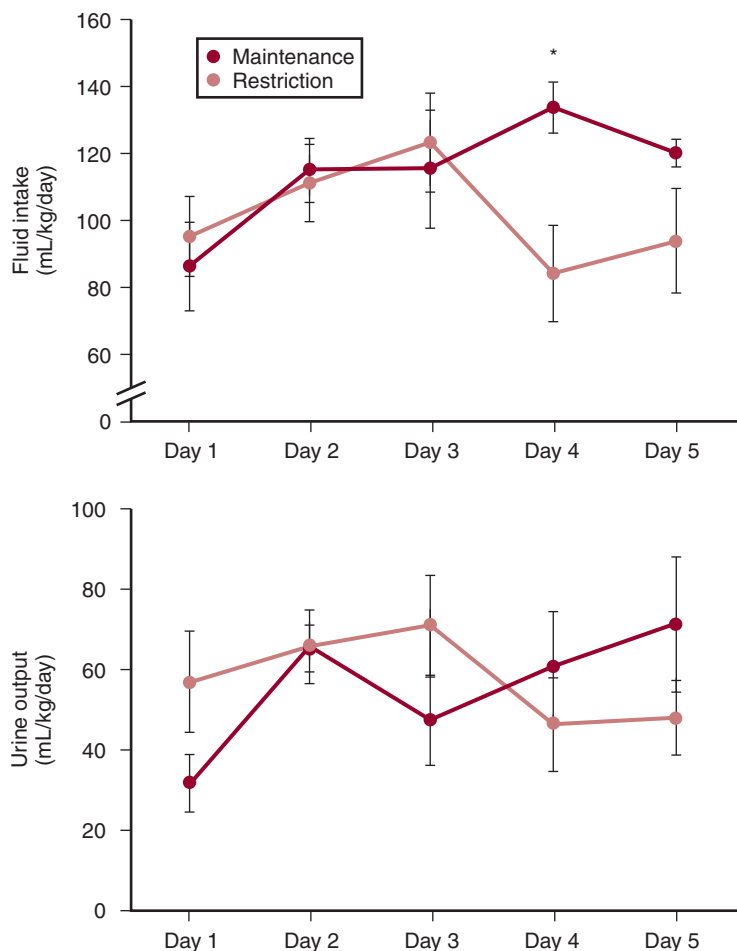 160
140
120
100
80
60
0
Fluid intake
(mL/kg/day)
Maintenance
Restriction
*
Day 1 Day 2 Day 3 Day 4 Day 5
100
80
60
40
20
0
Urine output
(mL/kg/day)
Day 1 Day 2 Day 3 Day 4 Day 5